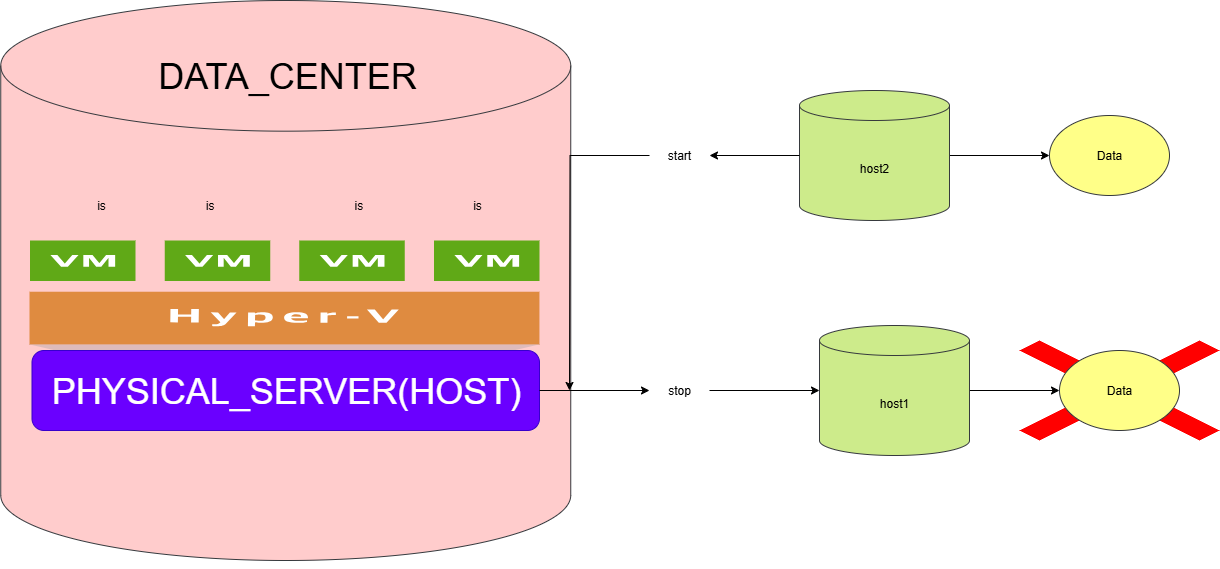 DATA_CENTER
start
host2
Data
is is is is
VM VM VM VM
Hyper-V
PHYSICAL_SERVER(HOST)
stop
host1
Data